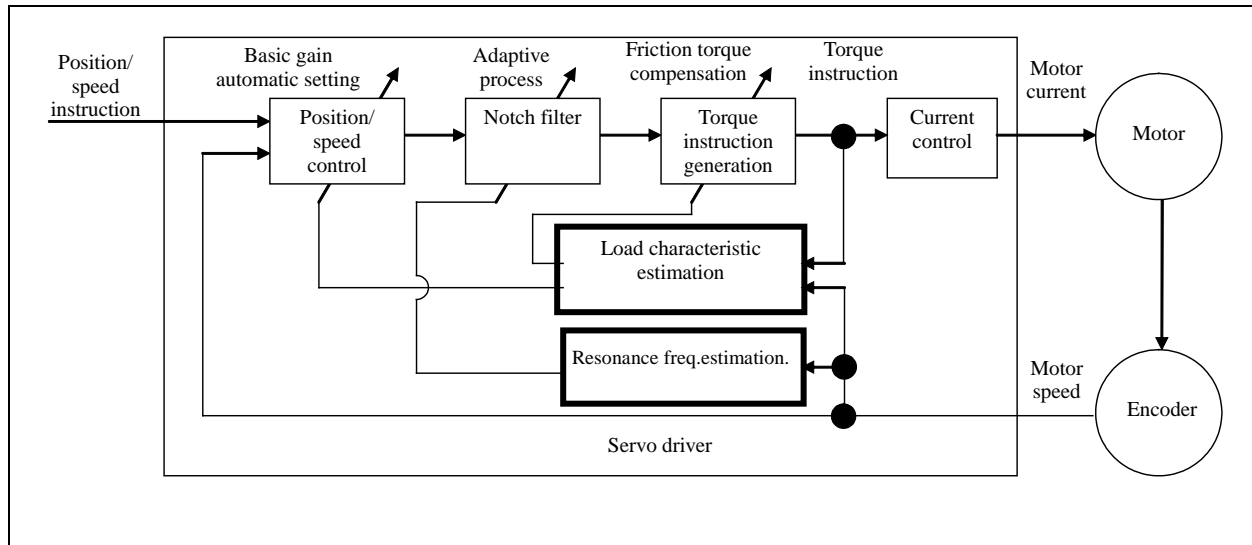 Position/
speed
instruction
Basic gain
automatic setting
Adaptive
process
Friction torque
compensation
Torque
instruction
Motor
current
Position/
speed
control
Notch filter
Torque
instruction
generation
Current
control
Motor
Load characteristic
estimation
Resonance freq.estimation.
Motor
speed
Encoder
Servo driver